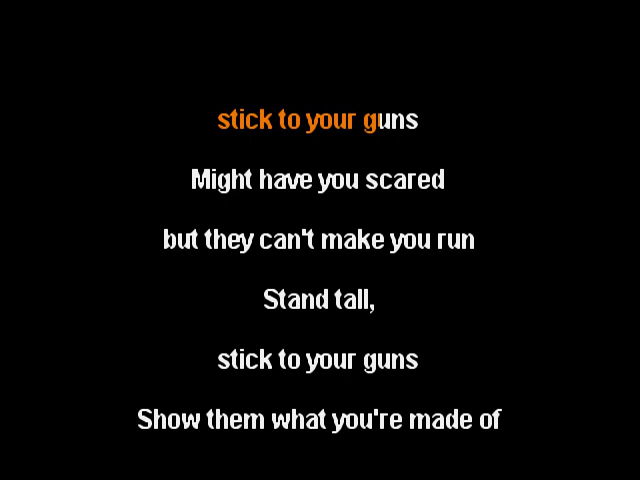 stick to your guns
Might have you scared
but they can't make you run
Stand tall,
stick to your guns
Show them what you're made of